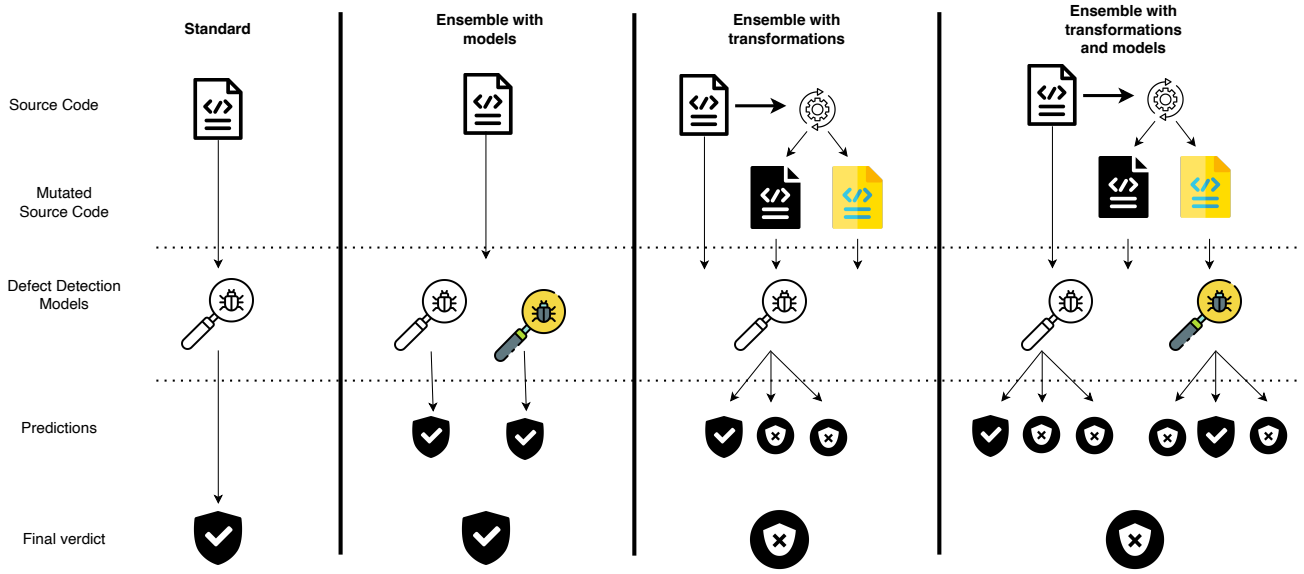 Standard
Ensemble with
models
Ensemble with
transformations
Ensemble with
transformations
and models
Source Code
Mutated
Source Code
Defect Detection
Models
Predictions
Final verdict